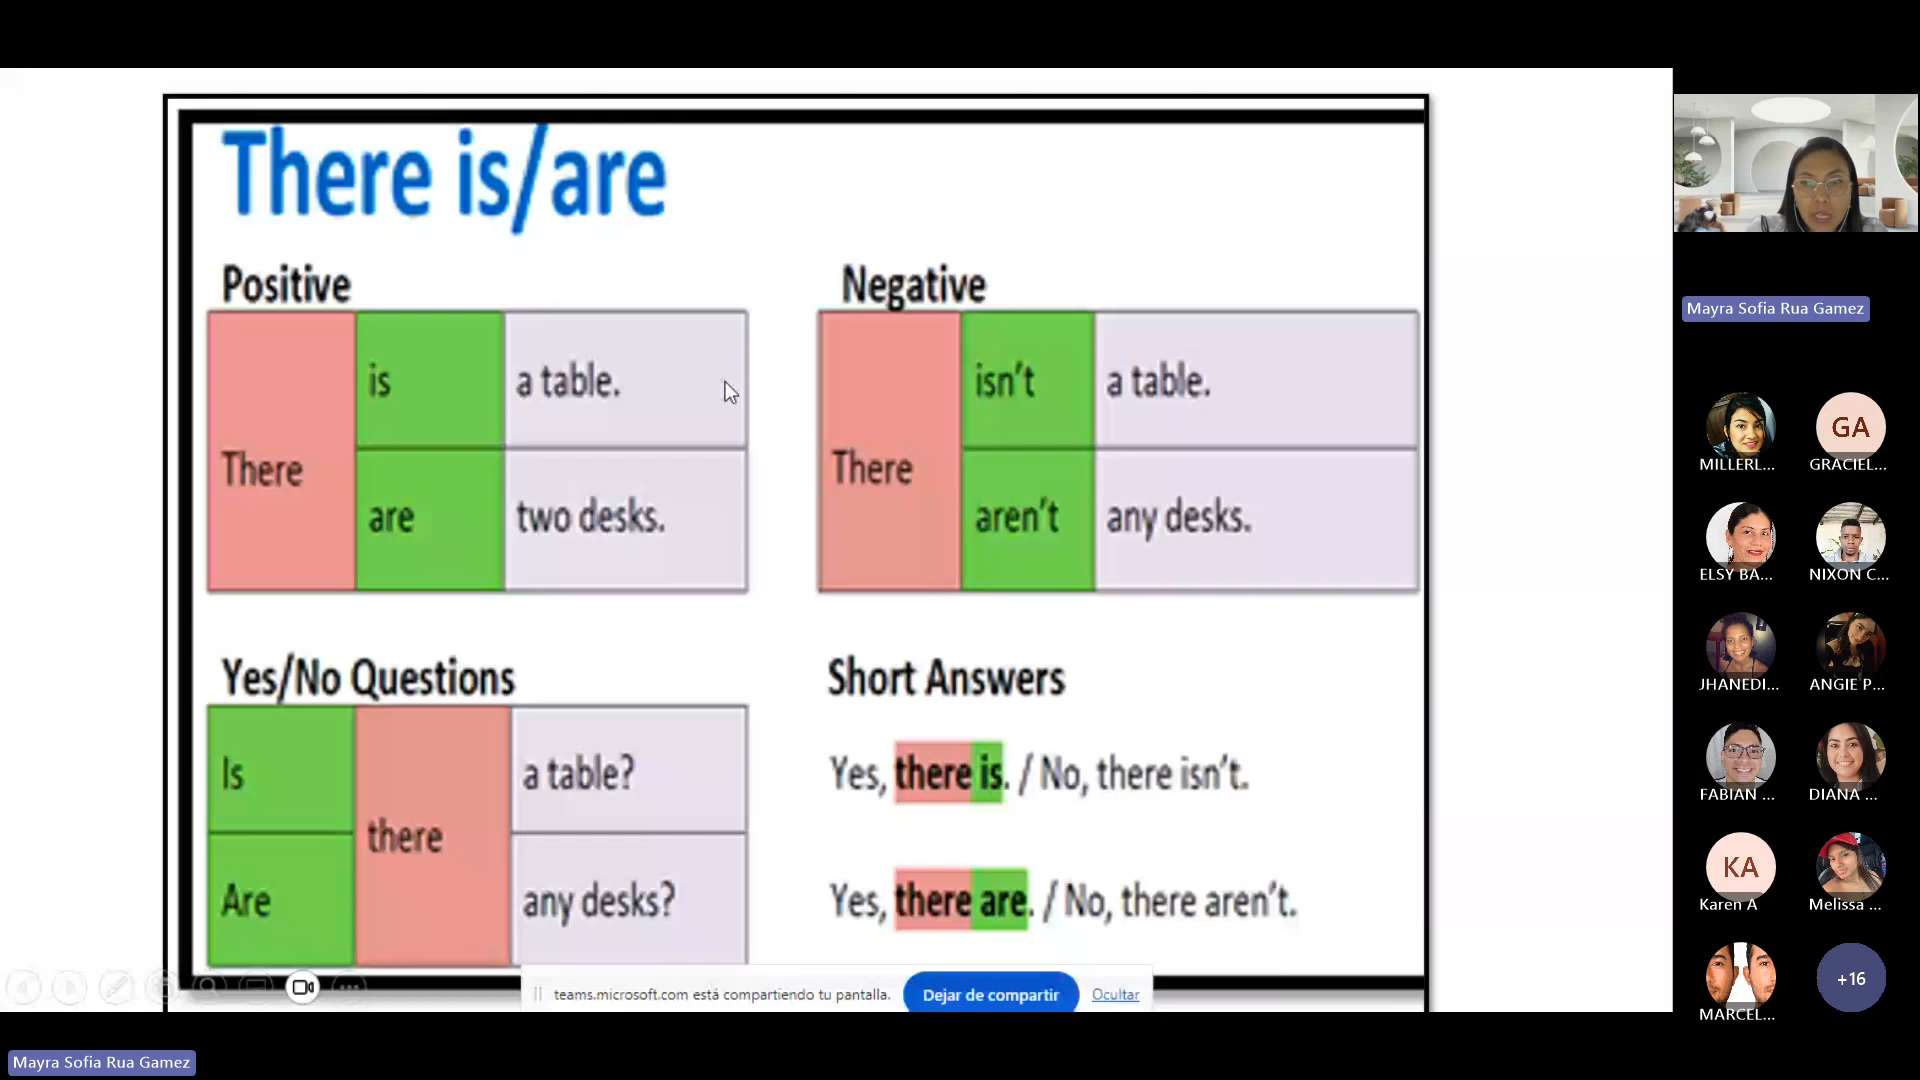 There is/are
Positive
Negative
There
is
a table.
are
two desks.
There
isn't
a table.
aren't
any desks.
Yes/No Questions
Short Answers
Is
there
a table?
Are
any desks?
Yes, there is. / No, there isn't.
Yes, there are. / No, there aren't.
teams.microsoft.com está compartiendo tu pantalla.
Dejar de compartir
Ocultar
Mayra Sofia Rua Gamez
Mayra Sofia Rua Gamez
MILLERL...
GA
GRACIEL...
ELSY BA...
NIXON C...
JHANEDI...
ANGIE P...
FABIAN ...
DIANA ...
KA
Karen A
Melissa ...
MARCEL...
+16